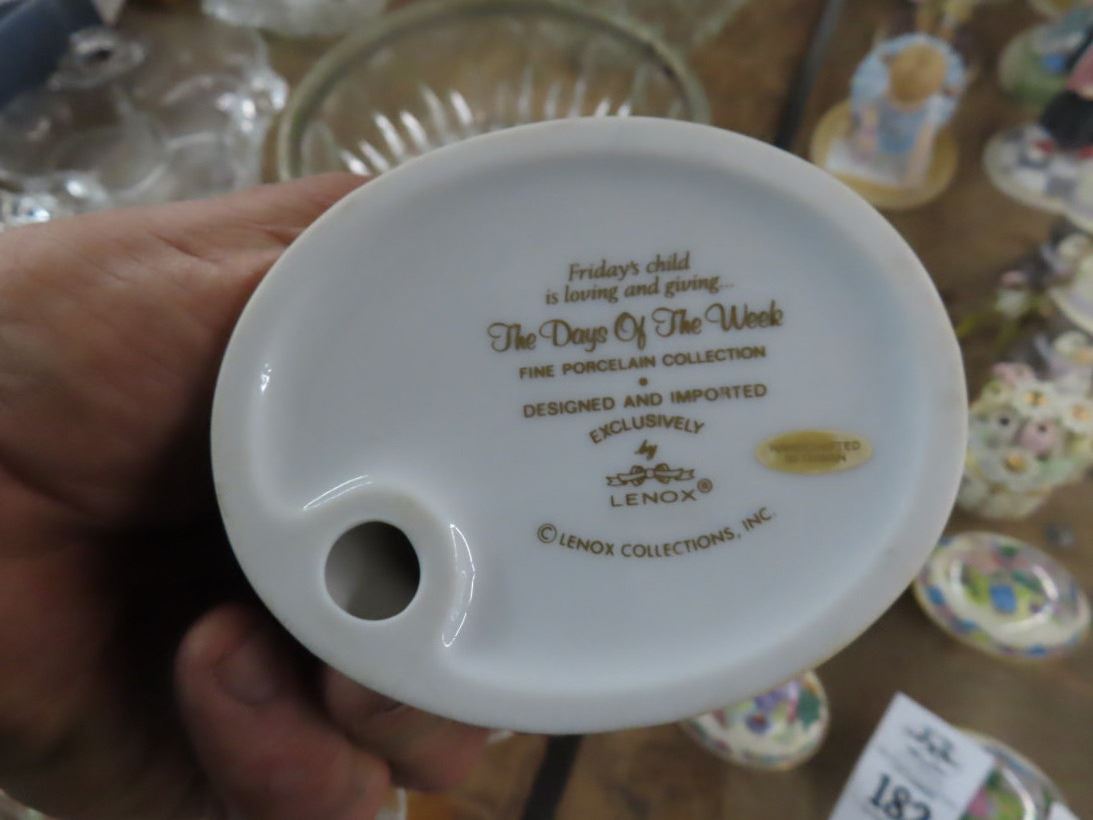 Friday's child
is loving and giving...
The Days Of The Week
FINE PORCELAIN COLLECTION
•
DESIGNED AND IMPORTED
EXCLUSIVELY
by
LENOX®
© LENOX COLLECTIONS, INC.
182